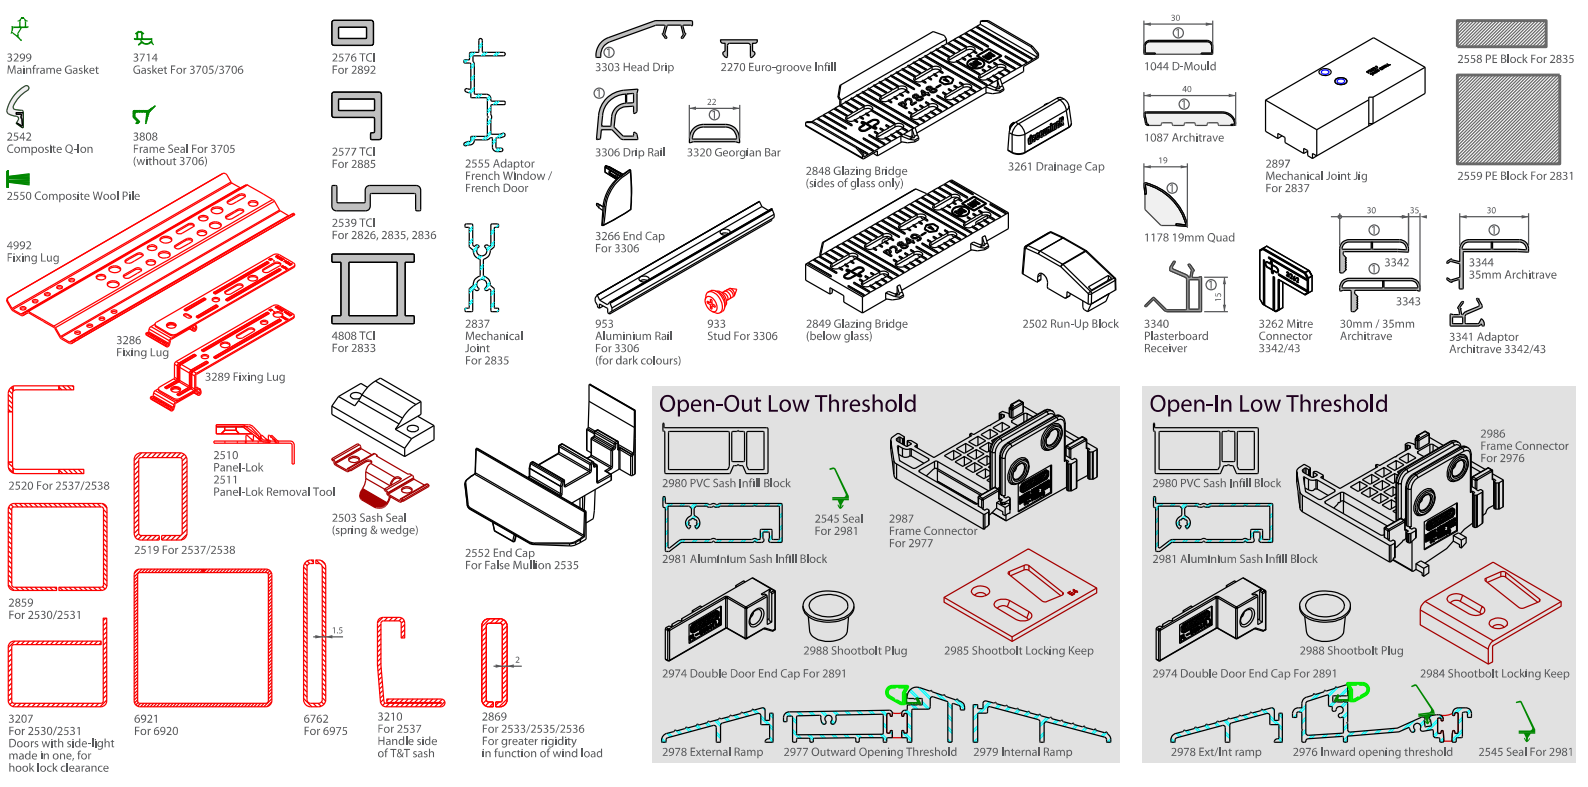 3299
Mainframe Gasket
3714
Gasket For 3705/3706
2542
Composite Q-lon
3808
Frame Seal For 3705
(without 3706)
2550 Composite Wool Pile
4992
Fixing Lug
3286
Fixing Lug
3289 Fixing Lug
2576 TCI
For 2892
2577 TCI
For 2885
2539 TCI
For 2826, 2835, 2836
4808 TCI
For 2833
2555 Adaptor
French Window /
French Door
2837
Mechanical
Joint
For 2835
1
3303 Head Drip
2270 Euro-groove Infill
1
3306 Drip Rail
22
1
3320 Georgian Bar
3266 End Cap
For 3306
953
Aluminium Rail
For 3306
(for dark colours)
933
Stud For 3306
P2848
2848 Glazing Bridge
(sides of glass only)
P2849
2849 Glazing Bridge
(below glass)
3261 Drainage Cap
2502 Run-Up Block
30
1
1044 D-Mould
40
1
1087 Architrave
19
1
1178 19mm Quad
2897
Mechanical Joint Jig
For 2837
2558 PE Block For 2835
2559 PE Block For 2831
1
15
3340
Plasterboard
Receiver
3262 Mitre
Connector
3342/43
30
35
1
3342
1
3343
30mm / 35mm
Architrave
30
1
3344
35mm Architrave
3341 Adaptor
Architrave 3342/43
2520 For 2537/2538
2510
Panel-Lok
2511
Panel-Lok Removal Tool
2519 For 2537/2538
2503 Sash Seal
(spring & wedge)
2552 End Cap
For False Mullion 2535
2859
For 2530/2531
3207
For 2530/2531
Doors with side-light
made in one, for
hook lock clearance
6921
For 6920
1.5
6762
For 6975
3210
For 2537
Handle side
of T&T sash
2
2869
For 2533/2535/2536
For greater rigidity
in function of wind load
Open-Out Low Threshold
2980 PVC Sash Infill Block
2545 Seal
For 2981
2987
Frame Connector
For 2977
2981 Aluminium Sash Infill Block
2974 Double Door End Cap For 2891
2988 Shootbolt Plug
2985 Shootbolt Locking Keep
2978 External Ramp
2977 Outward Opening Threshold
2979 Internal Ramp
Open-In Low Threshold
2980 PVC Sash Infill Block
2986
Frame Connector
For 2976
2981 Aluminium Sash Infill Block
2974 Double Door End Cap For 2891
2988 Shootbolt Plug
2984 Shootbolt Locking Keep
2978 Ext/Int ramp
2976 Inward opening threshold
2545 Seal For 2981